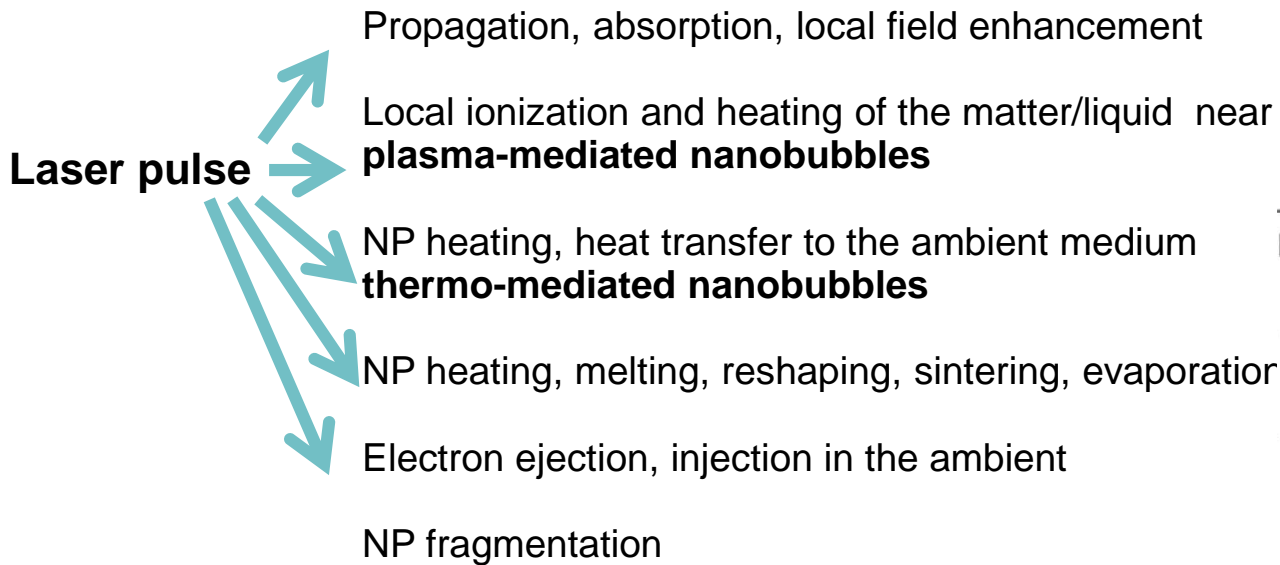 Propagation, absorption, local field enhancement
Local ionization and heating of the matter/liquid near
plasma-mediated nanobubbles
Laser pulse
NP heating, heat transfer to the ambient medium
thermo-mediated nanobubbles
NP heating, melting, reshaping, sintering, evaporation
Electron ejection, injection in the ambient
NP fragmentation